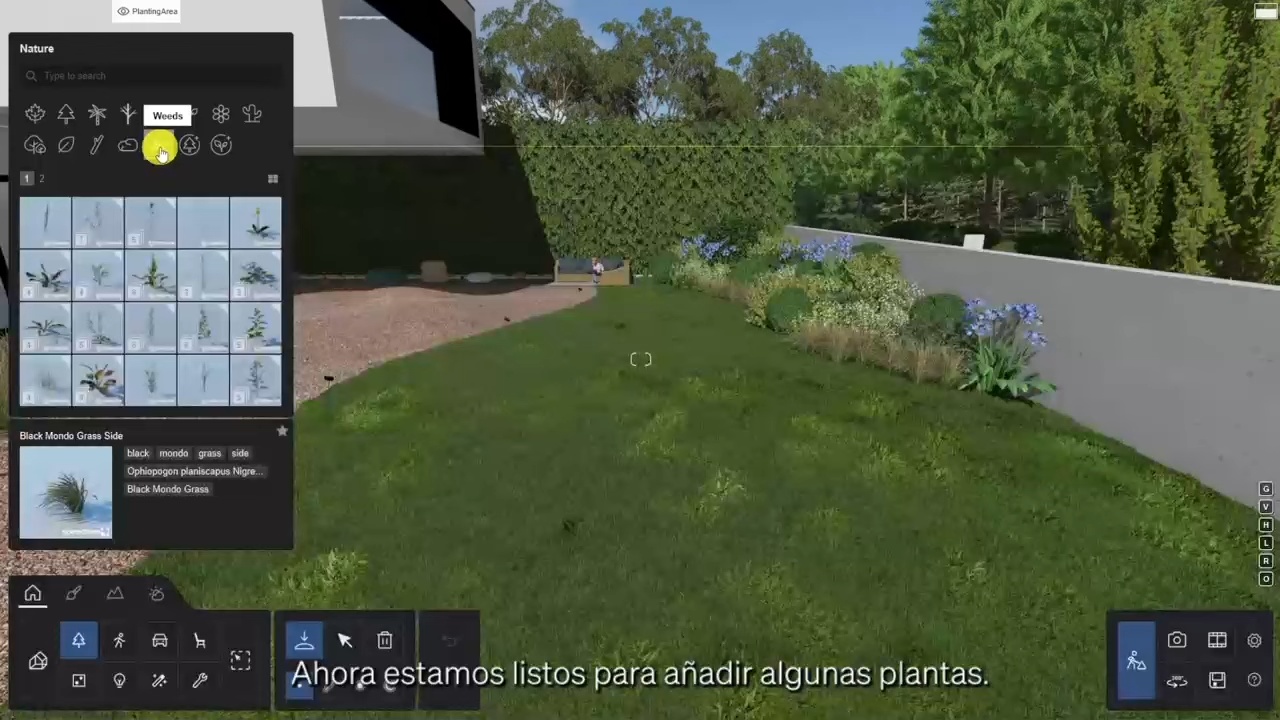 PlantingArea
Nature
Type to search
Weeds
1 2
Black Mondo Grass Side
black mondo grass side
Ophiopogon planiscapus Nigre...
Black Mondo Grass
G
V
H
L
R
O
Ahora estamos listos para añadir algunas plantas.